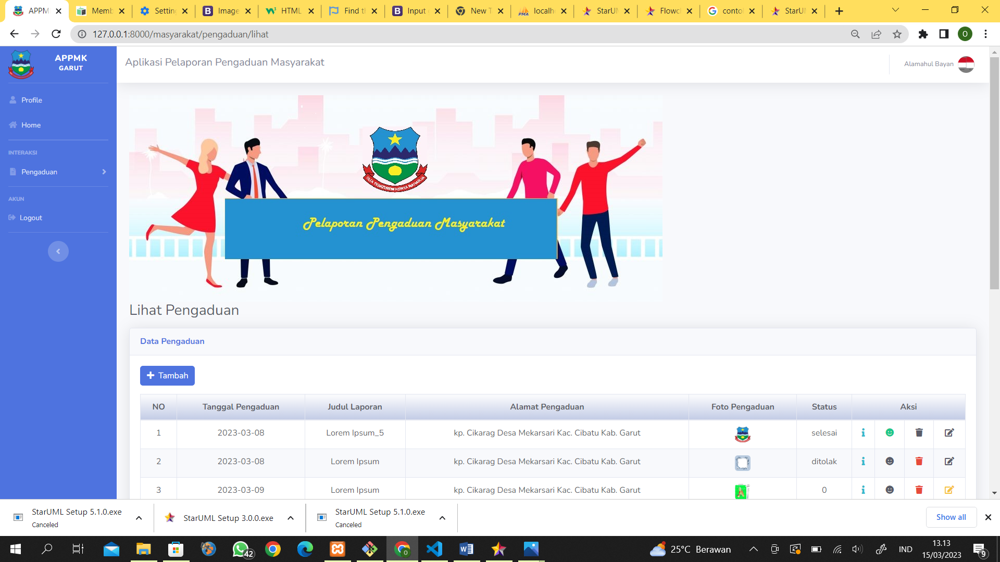 APPM
Memb
Setting
Image
HTML
Find th
Input
New T
localh
StarUM
Flowc
conto
StarUM
127.0.0.1:8000/masyarakat/pengaduan/lihat
O
APPMK
GARUT
Profile
Home
INTERAKSI
Pengaduan
AKUN
Logout
Aplikasi Pelaporan Pengaduan Masyarakat
Alamahul Bayan
TATA TENGTREM KERTA RAHARJA
Pelaporan Pengaduan Masyarakat
Lihat Pengaduan
Data Pengaduan
Tambah
NO Tanggal Pengaduan Judul Laporan Alamat Pengaduan Foto Pengaduan Status Aksi
1 2023-03-08 Lorem Ipsum_5 kp. Cikarag Desa Mekarsari Kac. Cibatu Kab. Garut selesai
2 2023-03-08 Lorem Ipsum kp. Cikarag Desa Mekarsari Kac. Cibatu Kab. Garut ditolak
3 2023-03-09 Lorem Ipsum kp. Cikarag Desa Mekarsari Kac. Cibatu Kab. Garut 0
StarUML Setup 5.1.0.exe
Canceled
StarUML Setup 3.0.0.exe
StarUML Setup 5.1.0.exe
Canceled
Show all
42
25°C Berawan
IND
13.13
15/03/2023
9